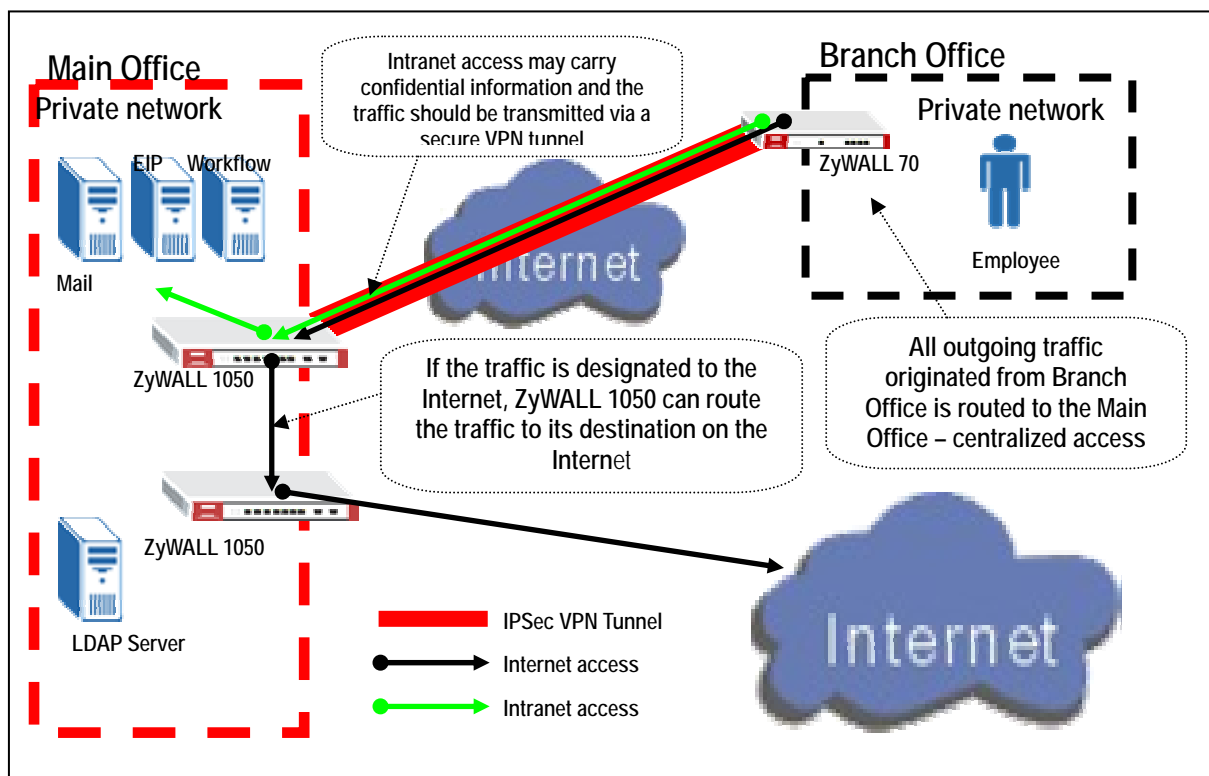 Main Office
Private network
EIP Workflow
Mail
ZyWALL 1050
ZyWALL 1050
LDAP Server
Intranet access may carry
confidential information and the
traffic should be transmitted via a
secure VPN tunnel
Internet
Branch Office
Private network
ZyWALL 70
Employee
If the traffic is designated to the
Internet, ZyWALL 1050 can route
the traffic to its destination on the
Internet
All outgoing traffic
originated from Branch
Office is routed to the Main
Office – centralized access
IPSec VPN Tunnel
Internet access
Intranet access
Internet